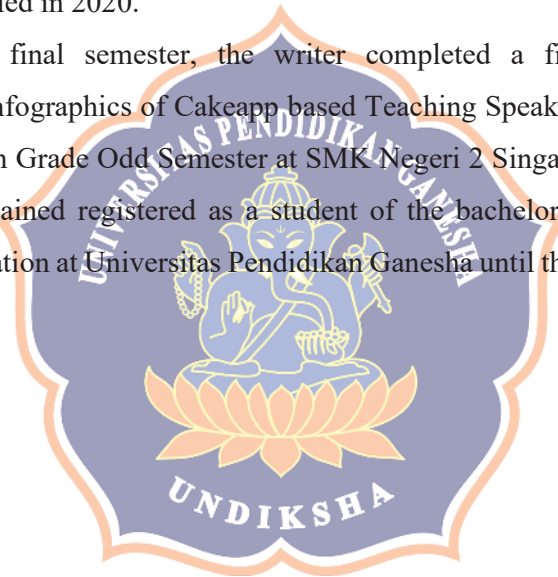 ied in 2020.
final semester, the writer completed a fi
nfographics of Cakeapp based Teaching Speak
n Grade Odd Semester at SMK Negeri 2 Singa
ained registered as a student of the bachelor
ation at Universitas Pendidikan Ganesha until th
UNIVERSITAS PENDIDIKAN GANESHA
UNDIKSHA